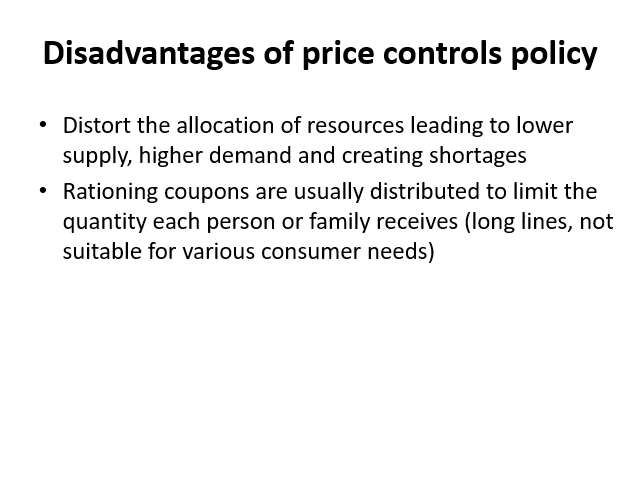 Disadvantages of price controls policy
• Distort the allocation of resources leading to lower
supply, higher demand and creating shortages
• Rationing coupons are usually distributed to limit the
quantity each person or family receives (long lines, not
suitable for various consumer needs)